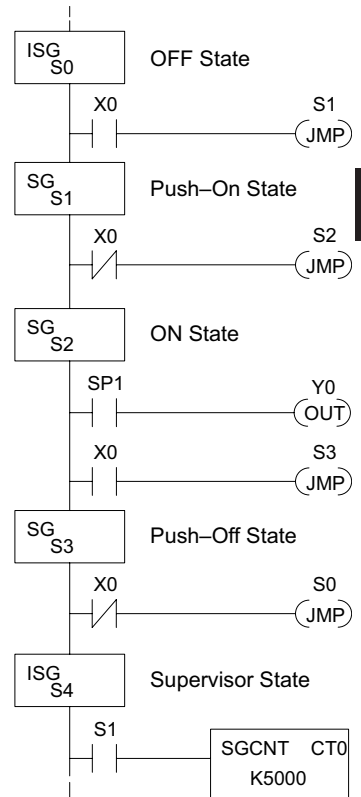 ISG
S0
OFF State
X0
S1
JMP
SG
S1
Push–On State
X0
S2
JMP
SG
S2
ON State
SP1
Y0
OUT
X0
S3
JMP
SG
S3
Push–Off State
X0
S0
JMP
ISG
S4
Supervisor State
S1
SGCNT CT0
K5000